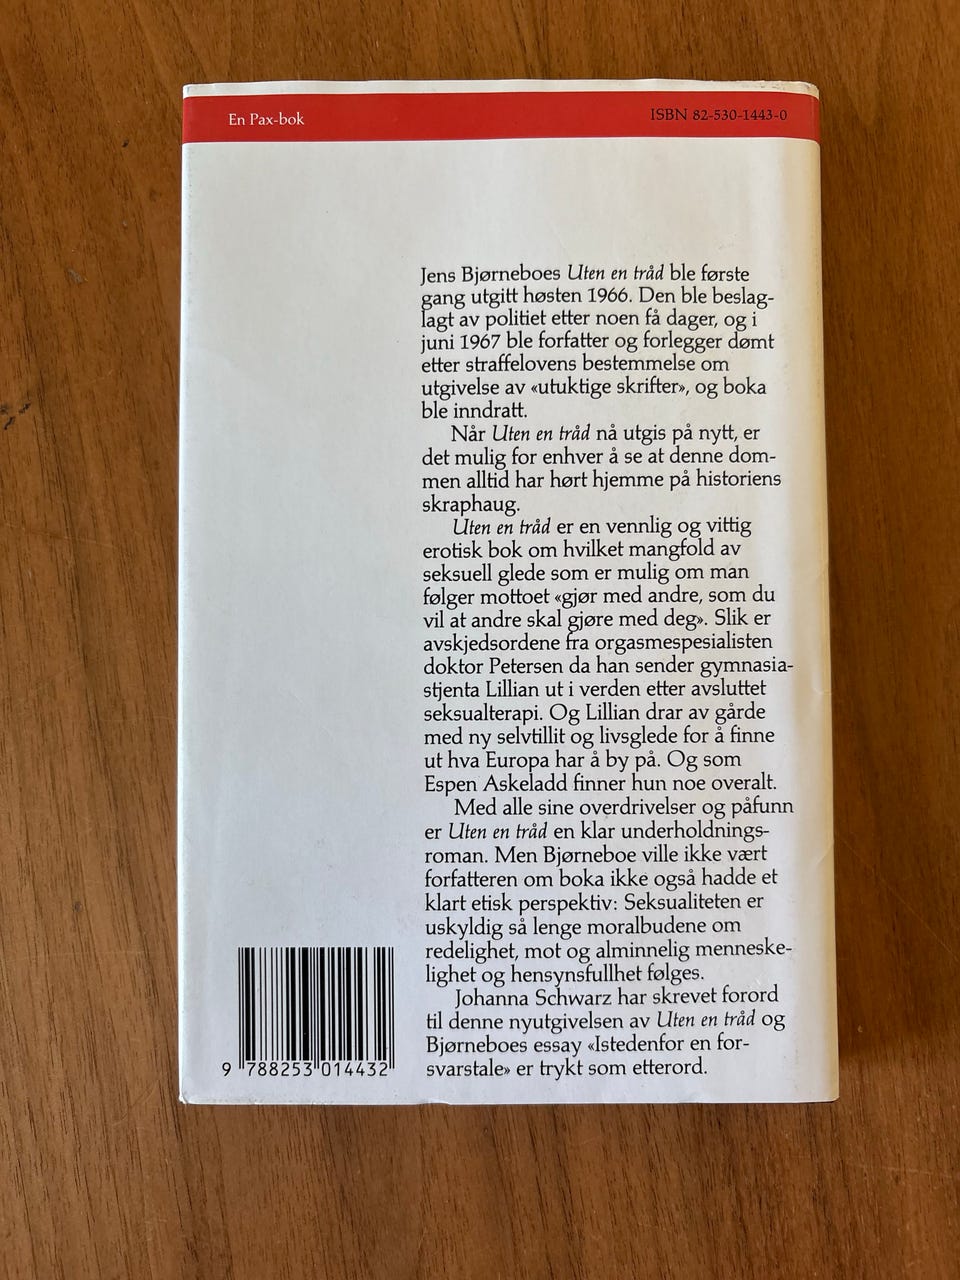 En Pax-bok
ISBN 82-530-1443-0
Jens Bjørneboes Uten en tråd ble første
gang utgitt høsten 1966. Den ble beslag-
lagt av politiet etter noen få dager, og i
juni 1967 ble forfatter og forlegger dømt
etter straffelovens bestemmelse om
utgivelse av «utuktige skrifter», og boka
ble inndratt.
Når Uten en tråd nå utgis på nytt, er
det mulig for enhver å se at denne dom-
men alltid har hørt hjemme på historiens
skraphaug.
Uten en tråd er en vennlig og vittig
erotisk bok om hvilket mangfold av
seksuell glede som er mulig om man
følger mottoet «gjør med andre, som du
vil at andre skal gjøre med deg». Slik er
avskjedsordene fra orgasmespesialisten
doktor Petersen da han sender gymnasia-
stjenta Lillian ut i verden etter avsluttet
seksualterapi. Og Lillian drar av gårde
med ny selvtillit og livsglede for å finne
ut hva Europa har å by på. Og som
Espen Askeladd finner hun noe overalt.
Med alle sine overdrivelser og påfunn
er Uten en tråd en klar underholdnings-
roman. Men Bjørneboe ville ikke vært
forfatteren om boka ikke også hadde et
klart etisk perspektiv: Seksualiteten er
uskyldig så lenge moralbudene om
redelighet, mot og alminnelig menneske-
lighet og hensynsfullhet følges.
Johanna Schwarz har skrevet forord
til denne nyutgivelsen av Uten en tråd og
Bjørneboes essay «Istedenfor en for-
svarstale» er trykt som etterord.
9 788253 014432